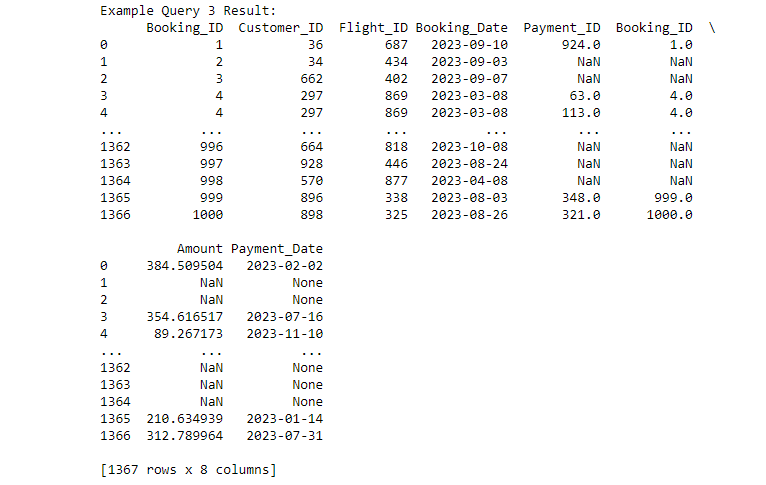 Example Query 3 Result:
Booking_ID Customer_ID Flight_ID Booking_Date Payment_ID Booking_ID \
0 1 36 687 2023-09-10 924.0 1.0
1 2 34 434 2023-09-03 NaN NaN
2 3 662 402 2023-09-07 NaN NaN
3 4 297 869 2023-03-08 63.0 4.0
4 4 297 869 2023-03-08 113.0 4.0
... ... ... ... ... ... ...
1362 996 664 818 2023-10-08 NaN NaN
1363 997 928 446 2023-08-24 NaN NaN
1364 998 570 877 2023-04-08 NaN NaN
1365 999 896 338 2023-08-03 348.0 999.0
1366 1000 898 325 2023-08-26 321.0 1000.0
Amount Payment_Date
0 384.509504 2023-02-02
1 NaN None
2 NaN None
3 354.616517 2023-07-16
4 89.267173 2023-11-10
... ... ...
1362 NaN None
1363 NaN None
1364 NaN None
1365 210.634939 2023-01-14
1366 312.789964 2023-07-31
[1367 rows x 8 columns]